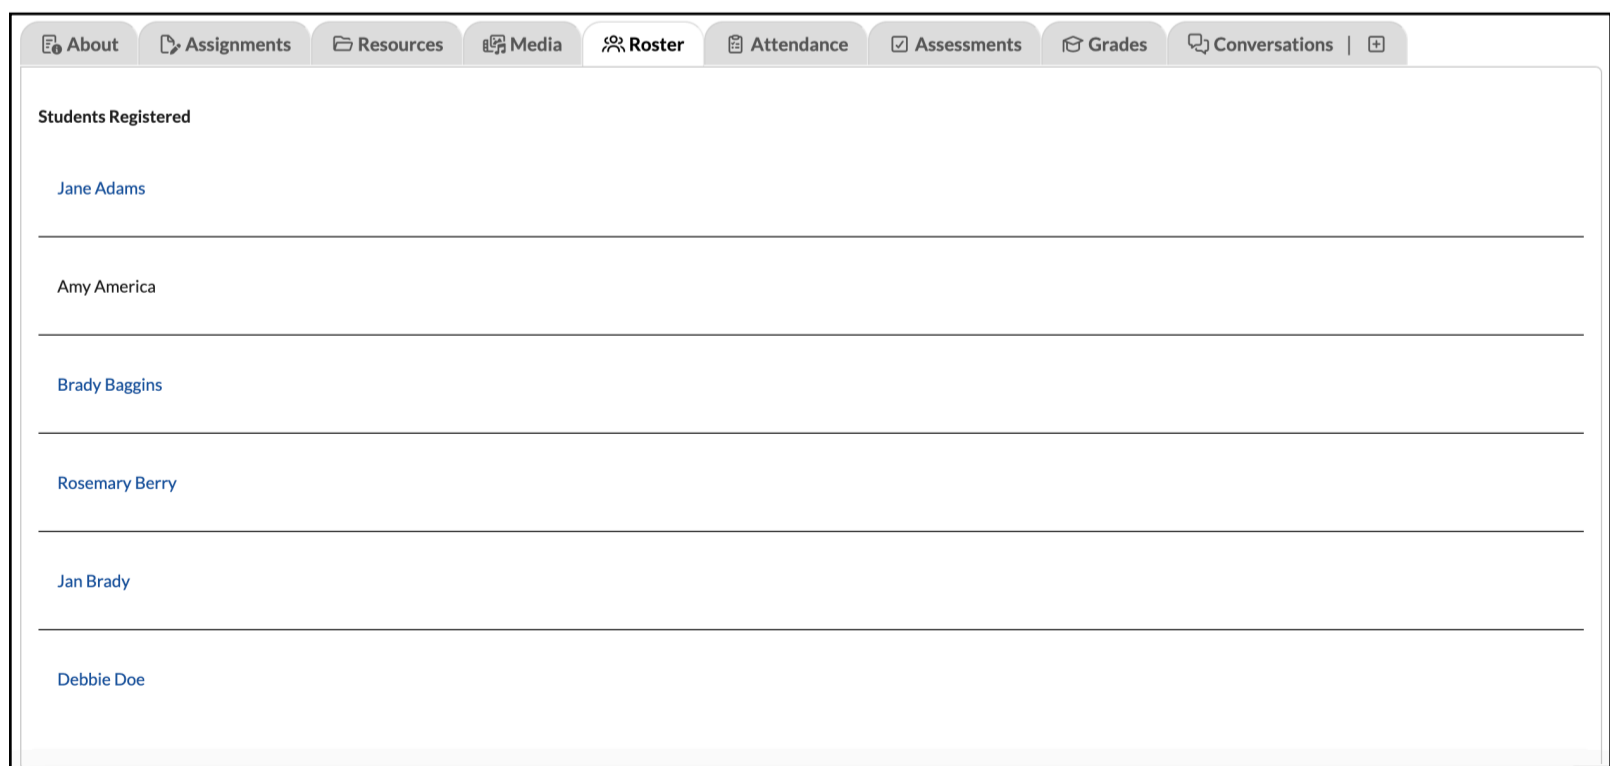 About Assignments Resources Media Roster Attendance Assessments Grades Conversations |
Students Registered
Jane Adams
Amy America
Brady Baggins
Rosemary Berry
Jan Brady
Debbie Doe